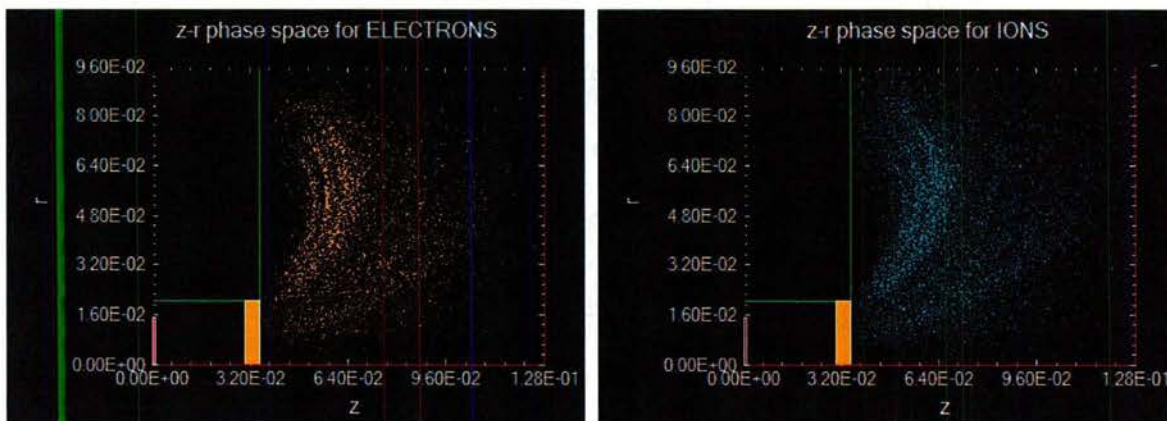 z-r phase space for ELECTRONS
9.60E-02
8.00E-02
6.40E-02
r
4.80E-02
3.20E-02
1.60E-02
0.00E+00
0.00E+00 3.20E-02 6.40E-02 9.60E-02 1.28E-01
z
z-r phase space for IONS
9.60E-02
8.00E-02
6.40E-02
r
4.80E-02
3.20E-02
1.60E-02
0.00E+00
0.00E+00 3.20E-02 6.40E-02 9.60E-02 1.28E-01
z